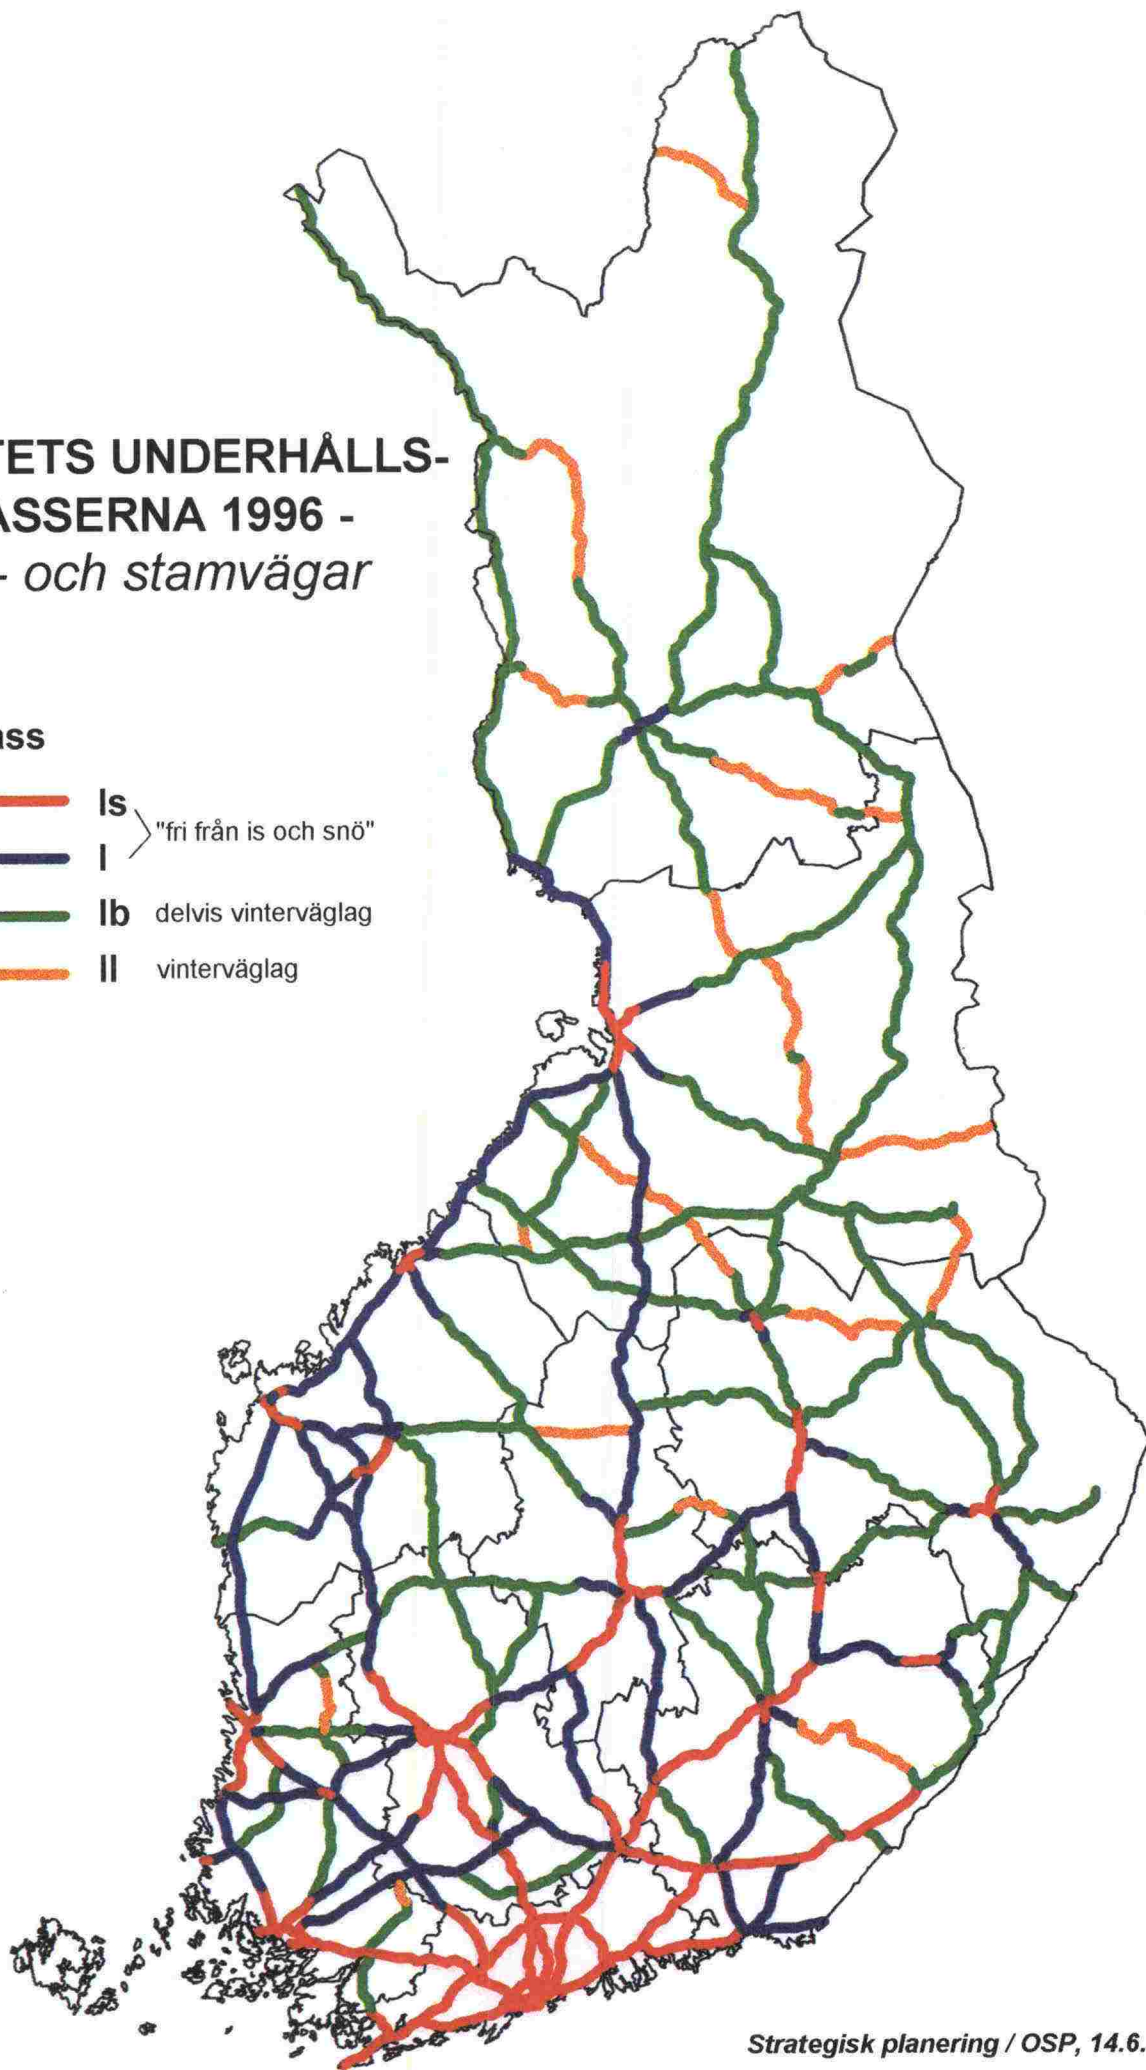 TETS UNDERHÅLLS-
ASSERNA 1996 -
- och stamvägar
ass
Is
"fri från is och snö"
I
Ib delvis vinterväglag
II vinterväglag
Strategisk planering / OSP, 14.6.